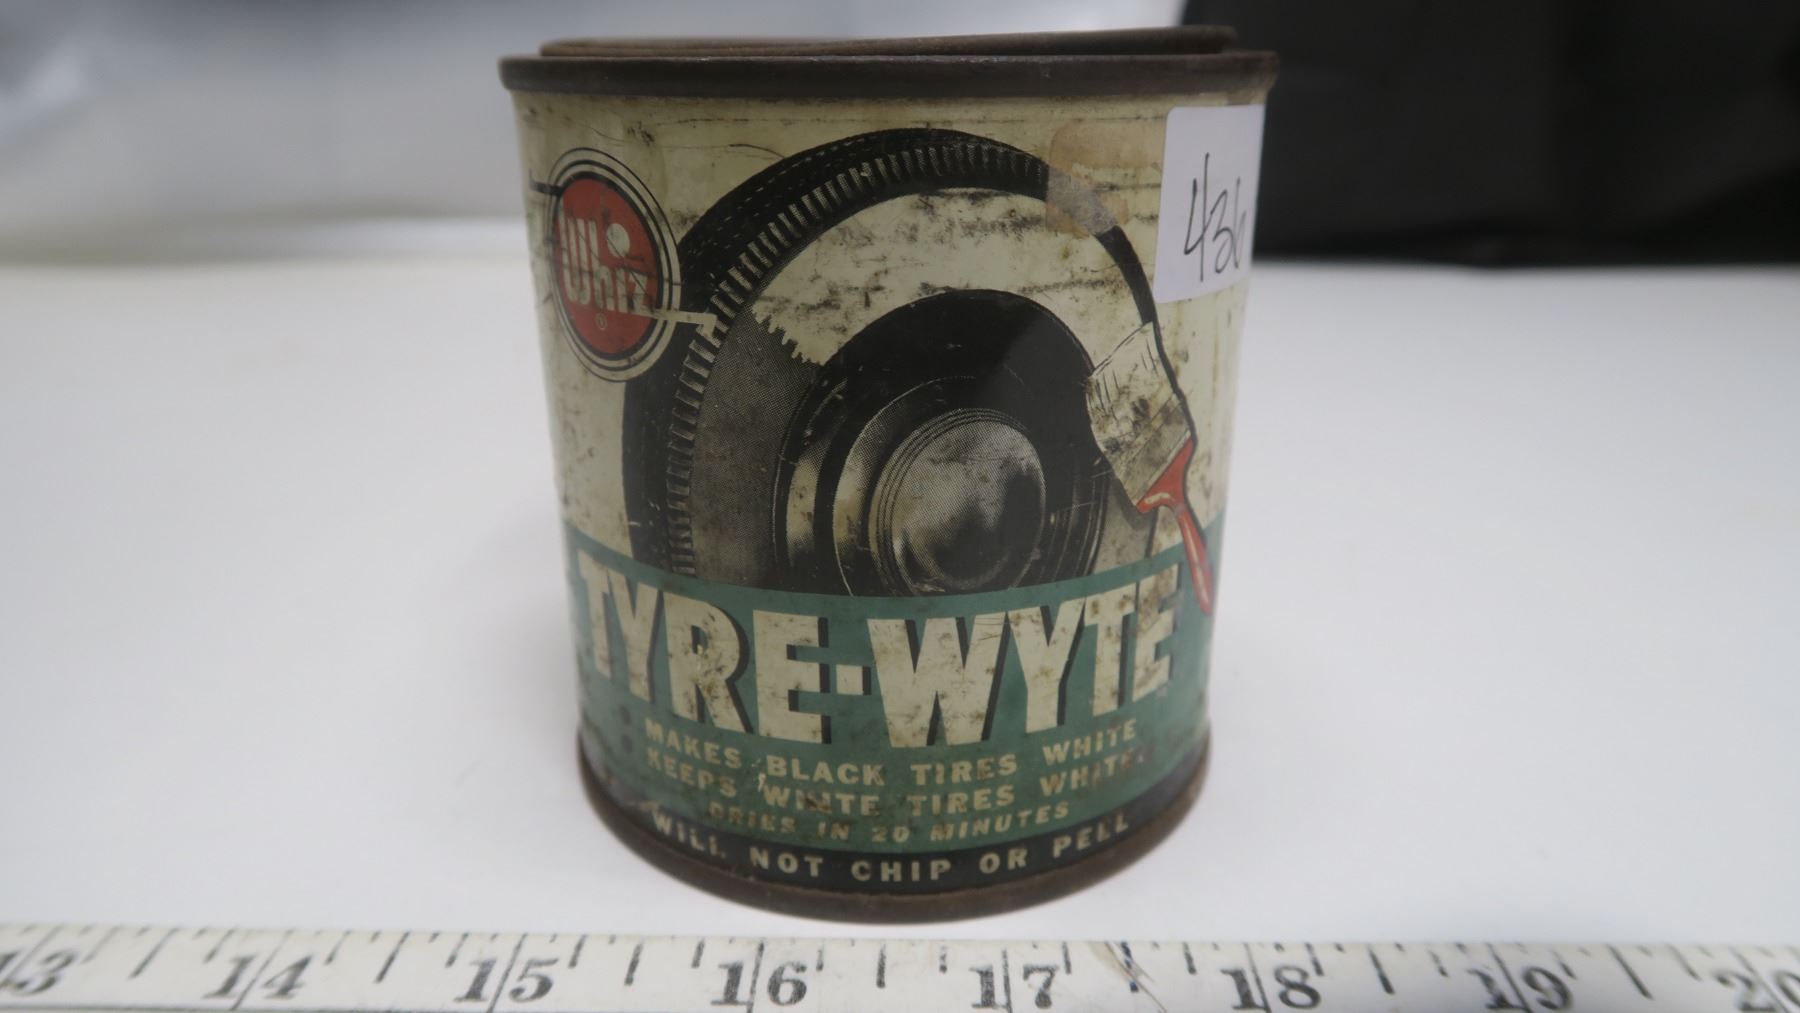 Whiz
®
436
TYRE-WYTE
MAKES BLACK TIRES WHITE
KEEPS WHITE TIRES WHITE.
DRIES IN 20 MINUTES
WILL NOT CHIP OR PELL
13 14 15 16 17 18 19 20